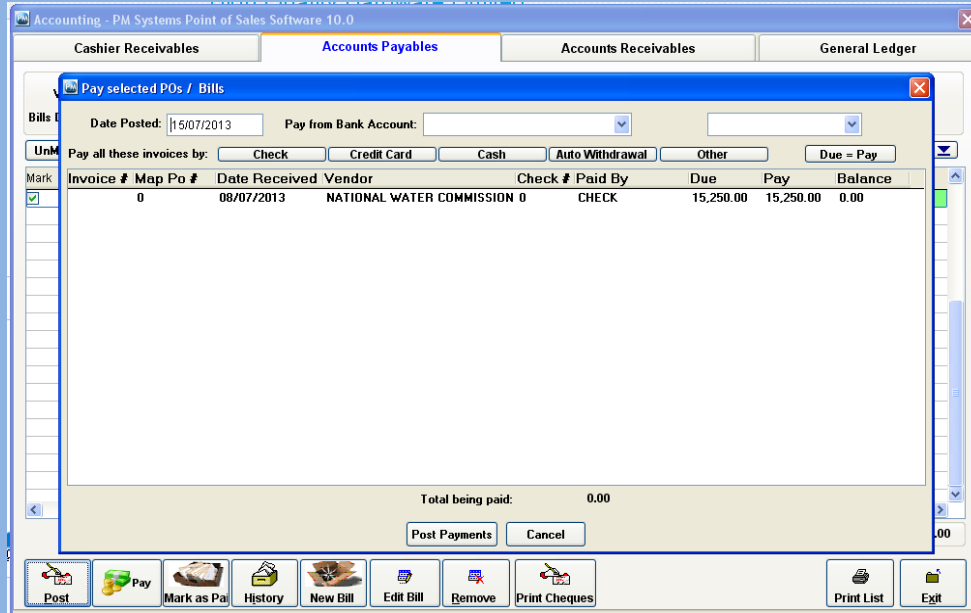 Accounting - PM Systems Point of Sales Software 10.0
Cashier Receivables Accounts Payables Accounts Receivables General Ledger
Pay selected POs / Bills
Bills
Date Posted: 15/07/2013 Pay from Bank Account:
UnM
Pay all these invoices by: Check Credit Card Cash Auto Withdrawal Other Due = Pay
Mark Invoice # Map Po # Date Received Vendor Check # Paid By Due Pay Balance
0 08/07/2013 NATIONAL WATER COMMISSION 0 CHECK 15,250.00 15,250.00 0.00
Total being paid: 0.00
Post Payments Cancel
.00
Post Pay Mark as Pai History New Bill Edit Bill Remove Print Cheques Print List Exit